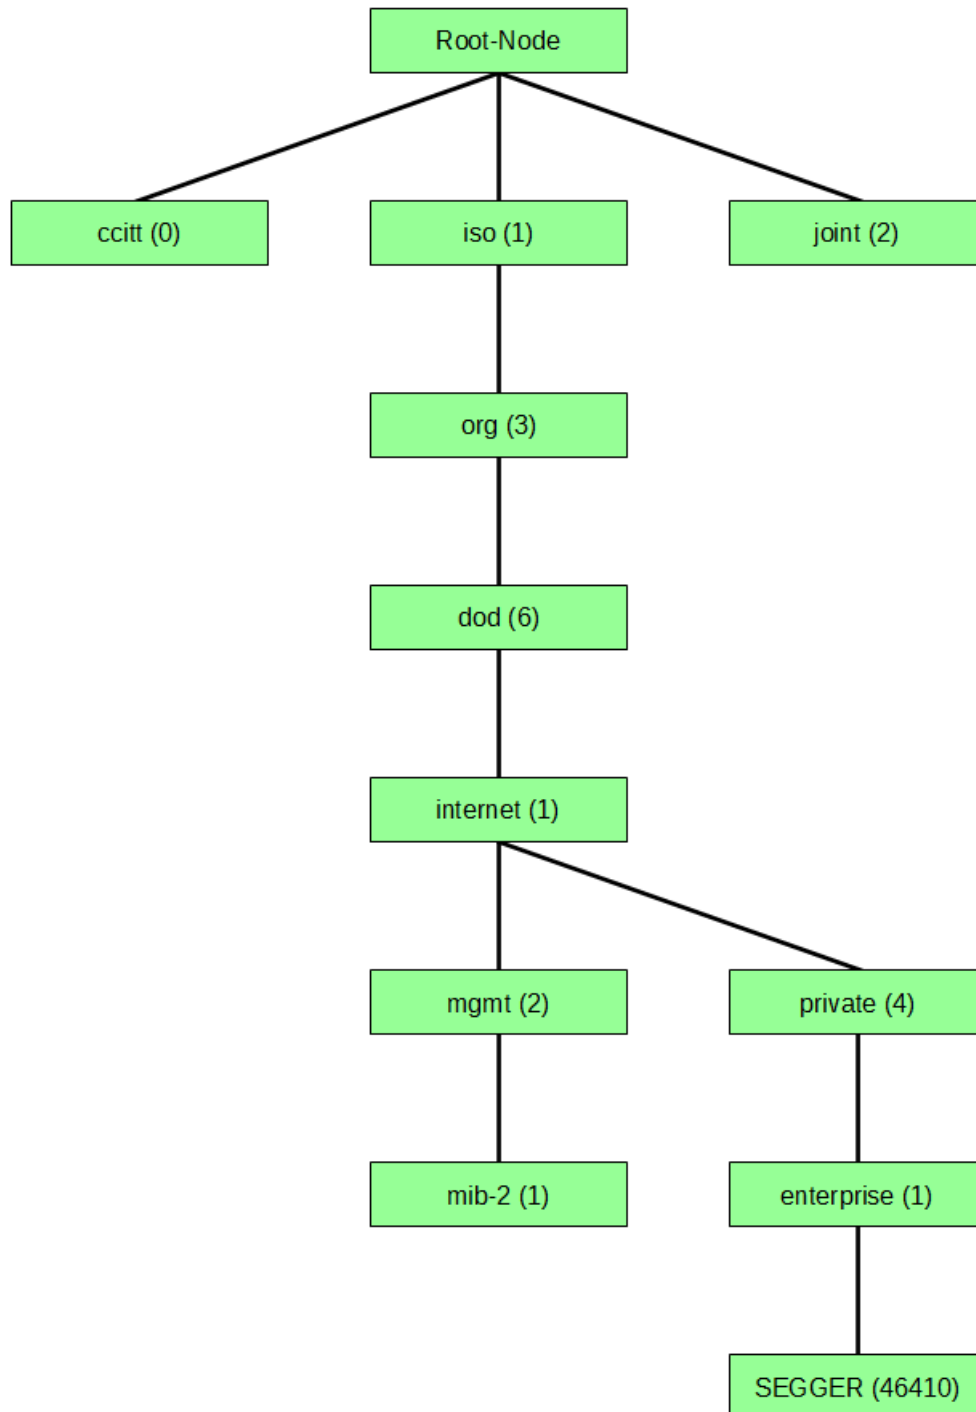 Root-Node
ccitt (0)
iso (1)
joint (2)
org (3)
dod (6)
internet (1)
mgmt (2)
private (4)
mib-2 (1)
enterprise (1)
SEGGER (46410)